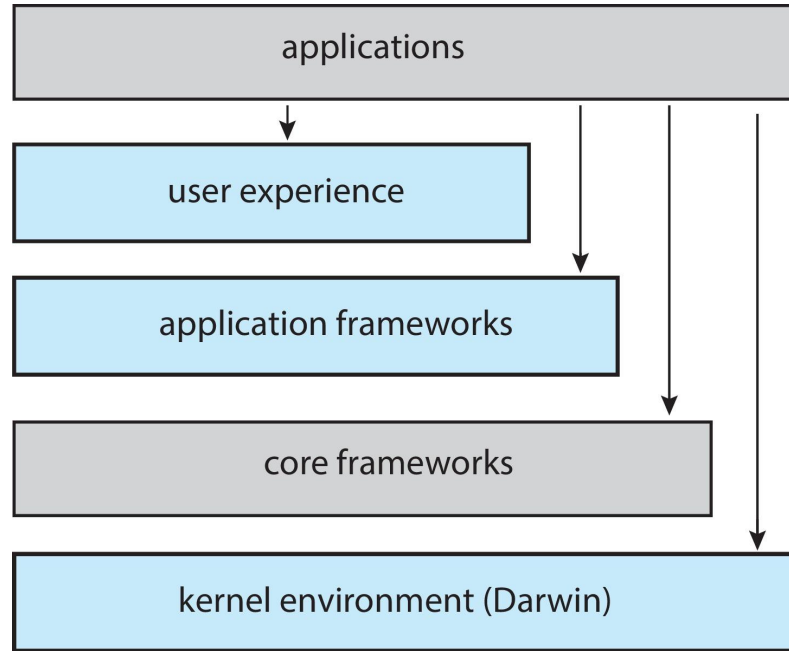 applications
user experience
application frameworks
core frameworks
kernel environment (Darwin)